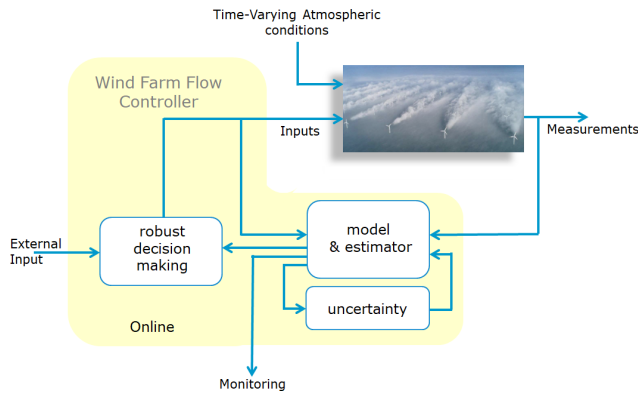 Time-Varying Atmospheric
conditions
Wind Farm Flow
Controller
Inputs
Measurements
robust
decision
making
model
& estimator
External
Input
uncertainty
Online
Monitoring